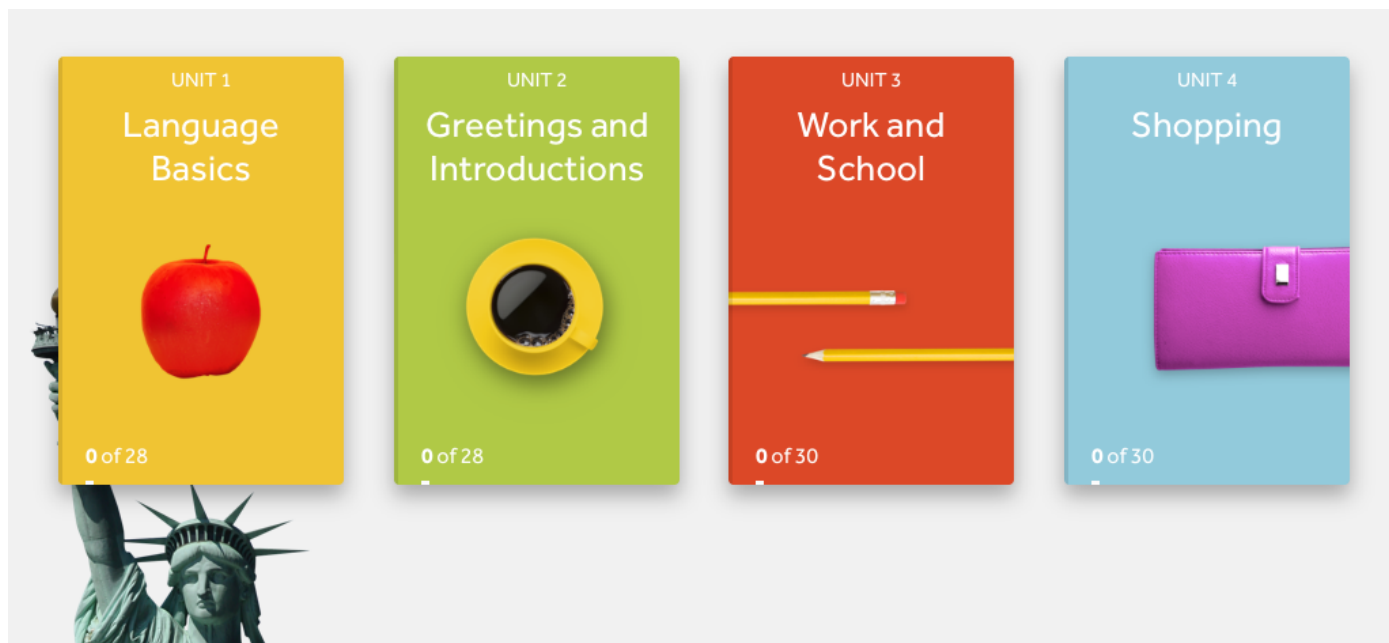 UNIT 1
Language
Basics
0 of 28
UNIT 2
Greetings and
Introductions
0 of 28
UNIT 3
Work and
School
0 of 30
UNIT 4
Shopping
0 of 30